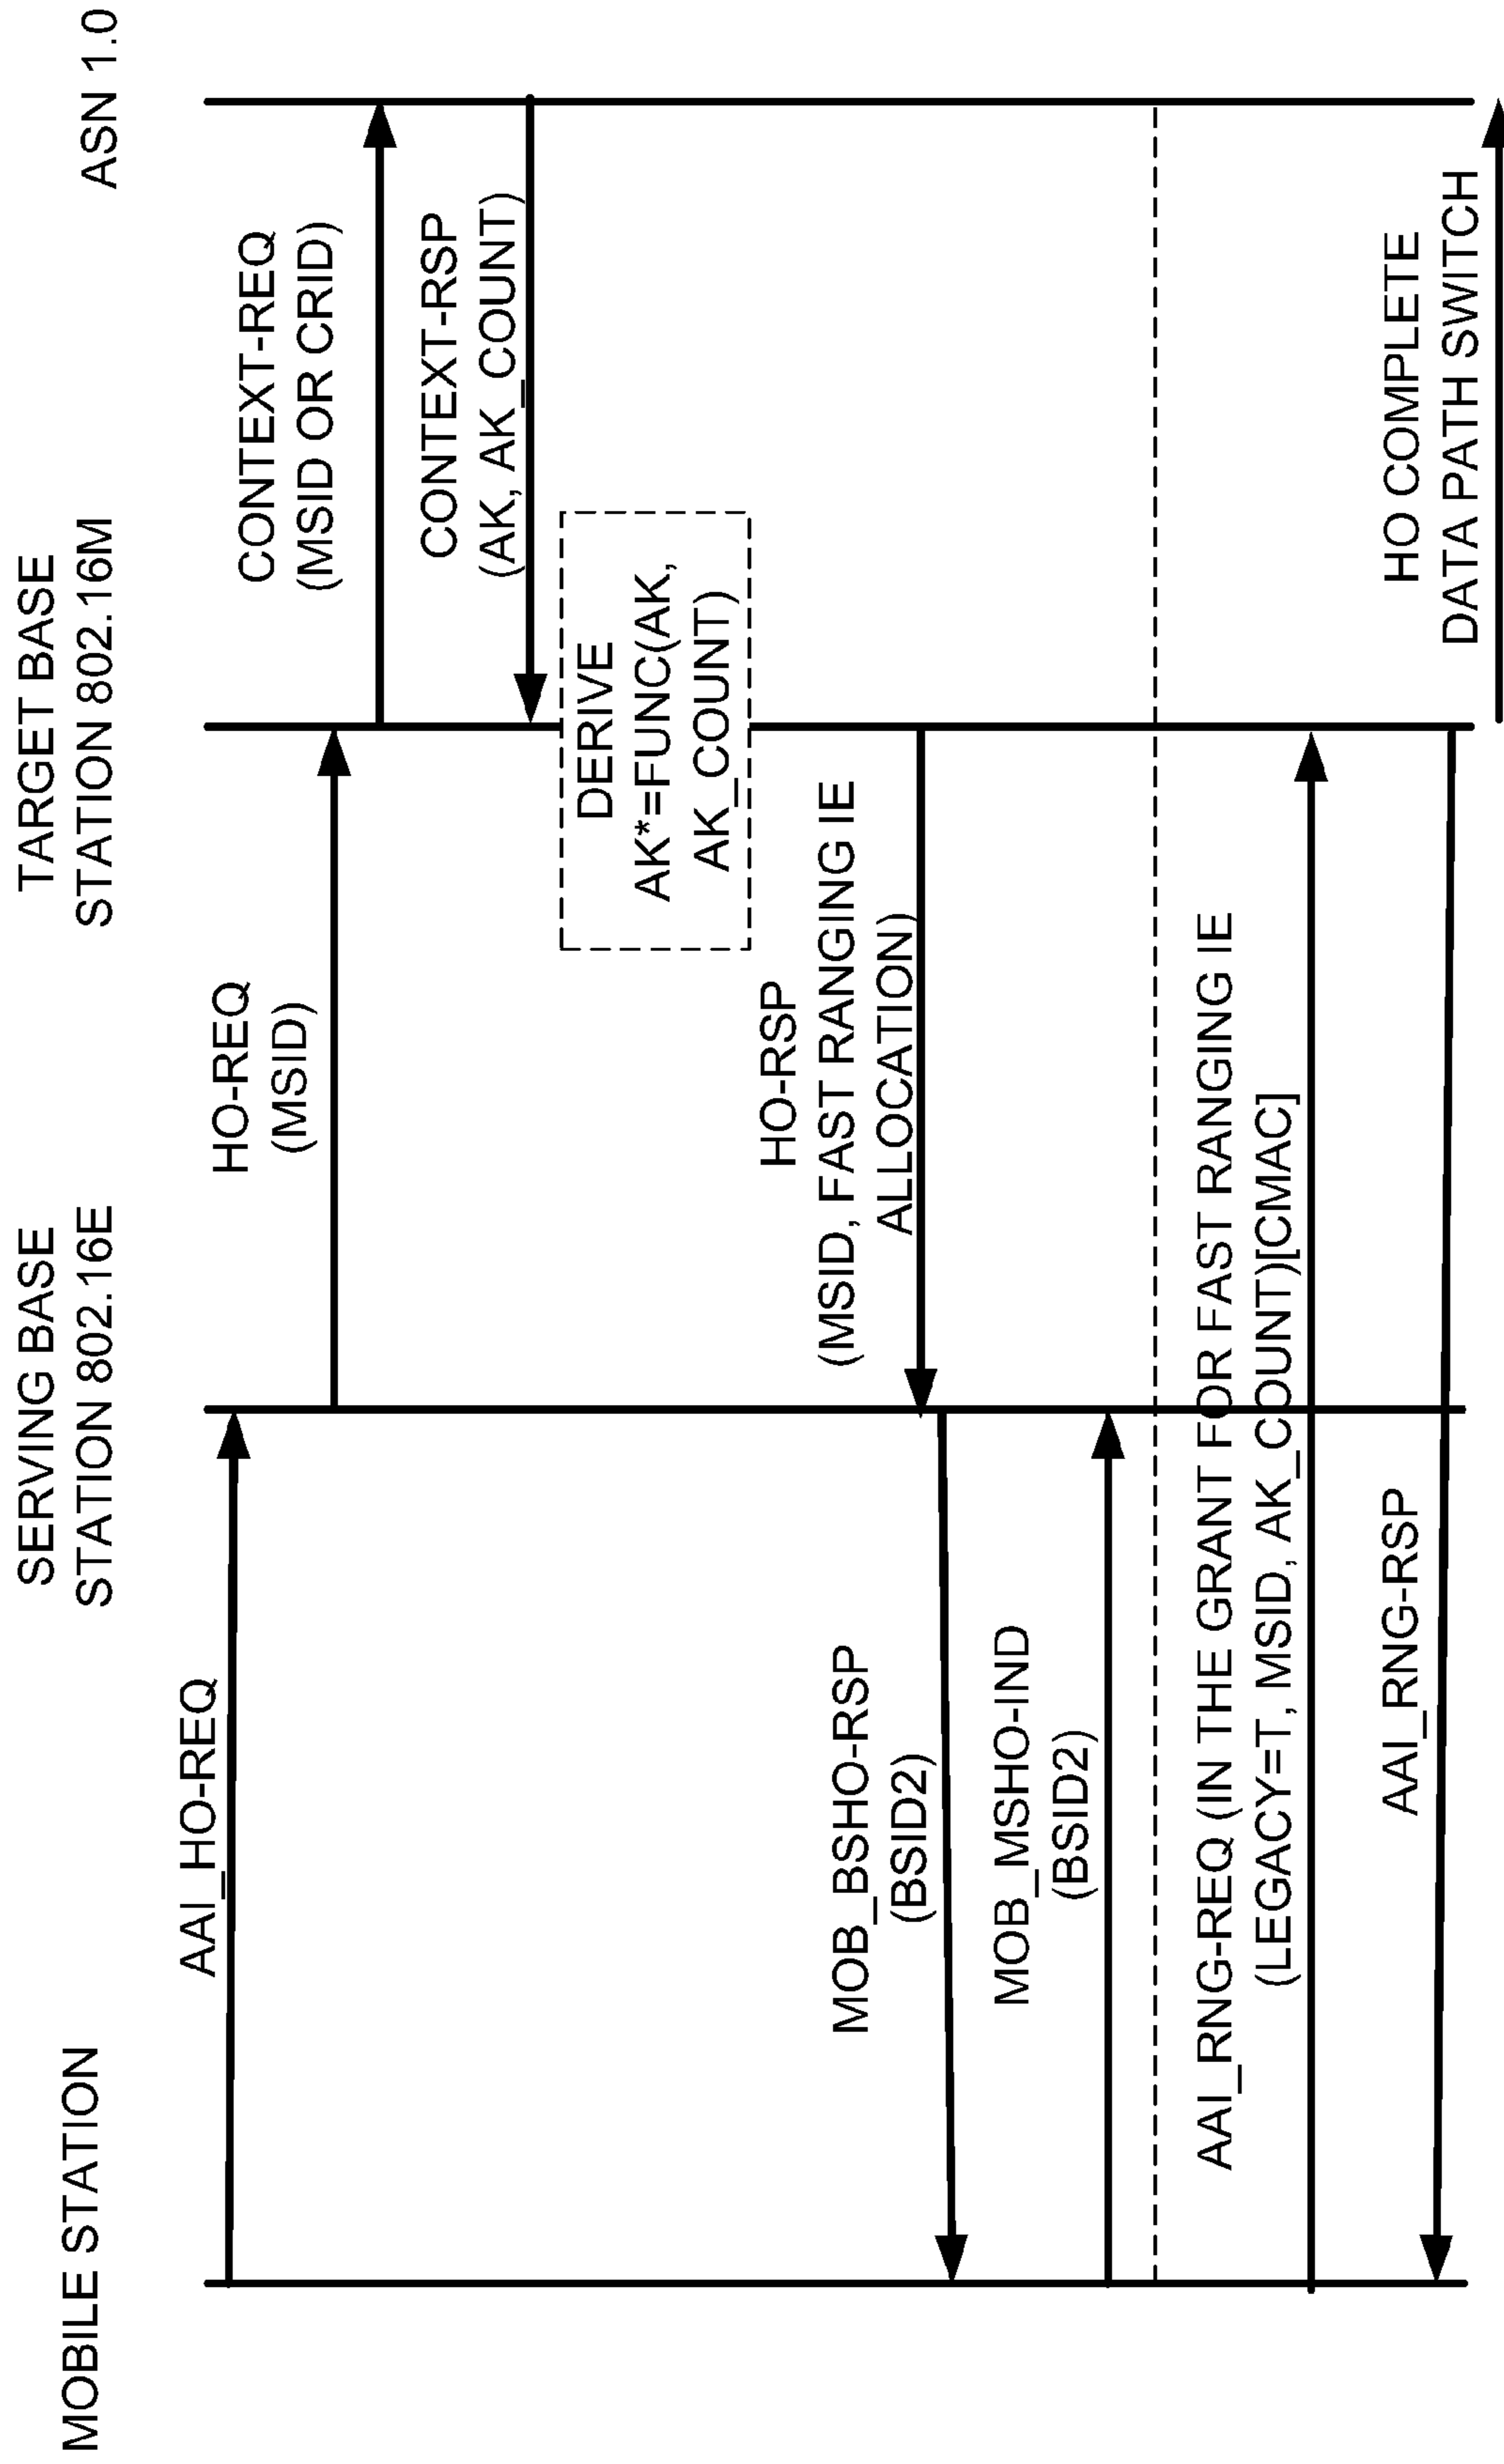 MOBILE STATION
SERVING BASE
STATION 802.16E
TARGET BASE
STATION 802.16M
ASN 1.0
AAI_HO-REQ
HO-REQ
(MSID)
CONTEXT-REQ
(MSID OR CRID)
CONTEXT-RSP
(AK, AK_COUNT)
DERIVE
AK*=FUNC(AK,
AK_COUNT)
HO-RSP
(MSID, FAST RANGING IE
ALLOCATION)
MOB_BSHO-RSP
(BSID2)
MOB_MSHO-IND
(BSID2)
AAI_RNG-REQ (IN THE GRANT FOR FAST RANGING IE
(LEGACY=T, MSID, AK_COUNT)[CMAC]
AAI_RNG-RSP
HO COMPLETE
DATA PATH SWITCH